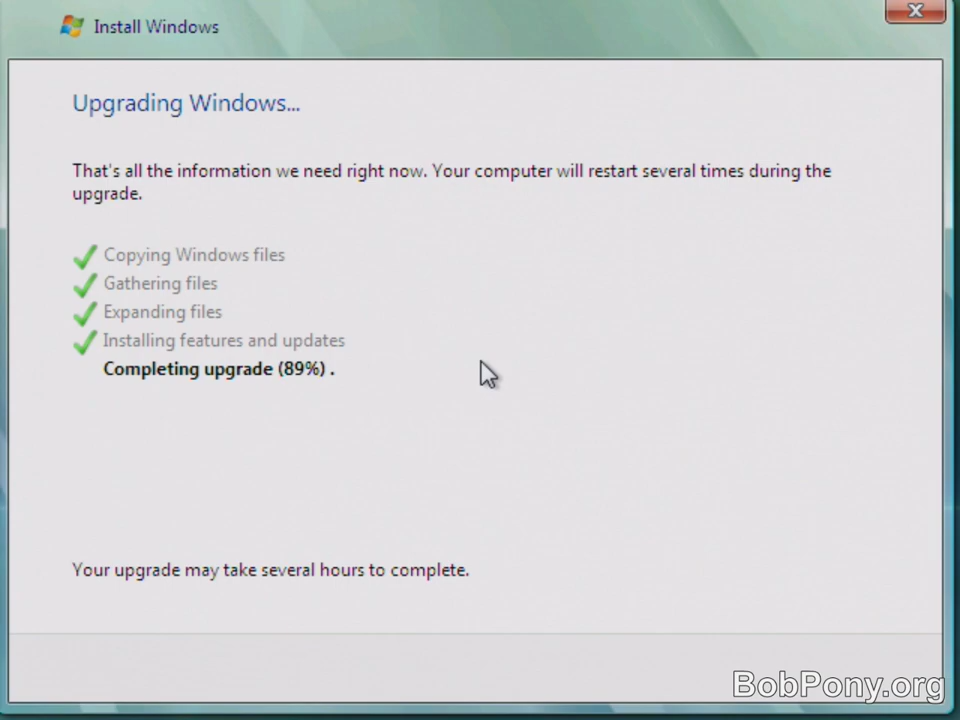 Install Windows
Upgrading Windows...
That's all the information we need right now. Your computer will restart several times during the
upgrade.
Copying Windows files
Gathering files
Expanding files
Installing features and updates
Completing upgrade (89%) .
Your upgrade may take several hours to complete.
BobPony.org